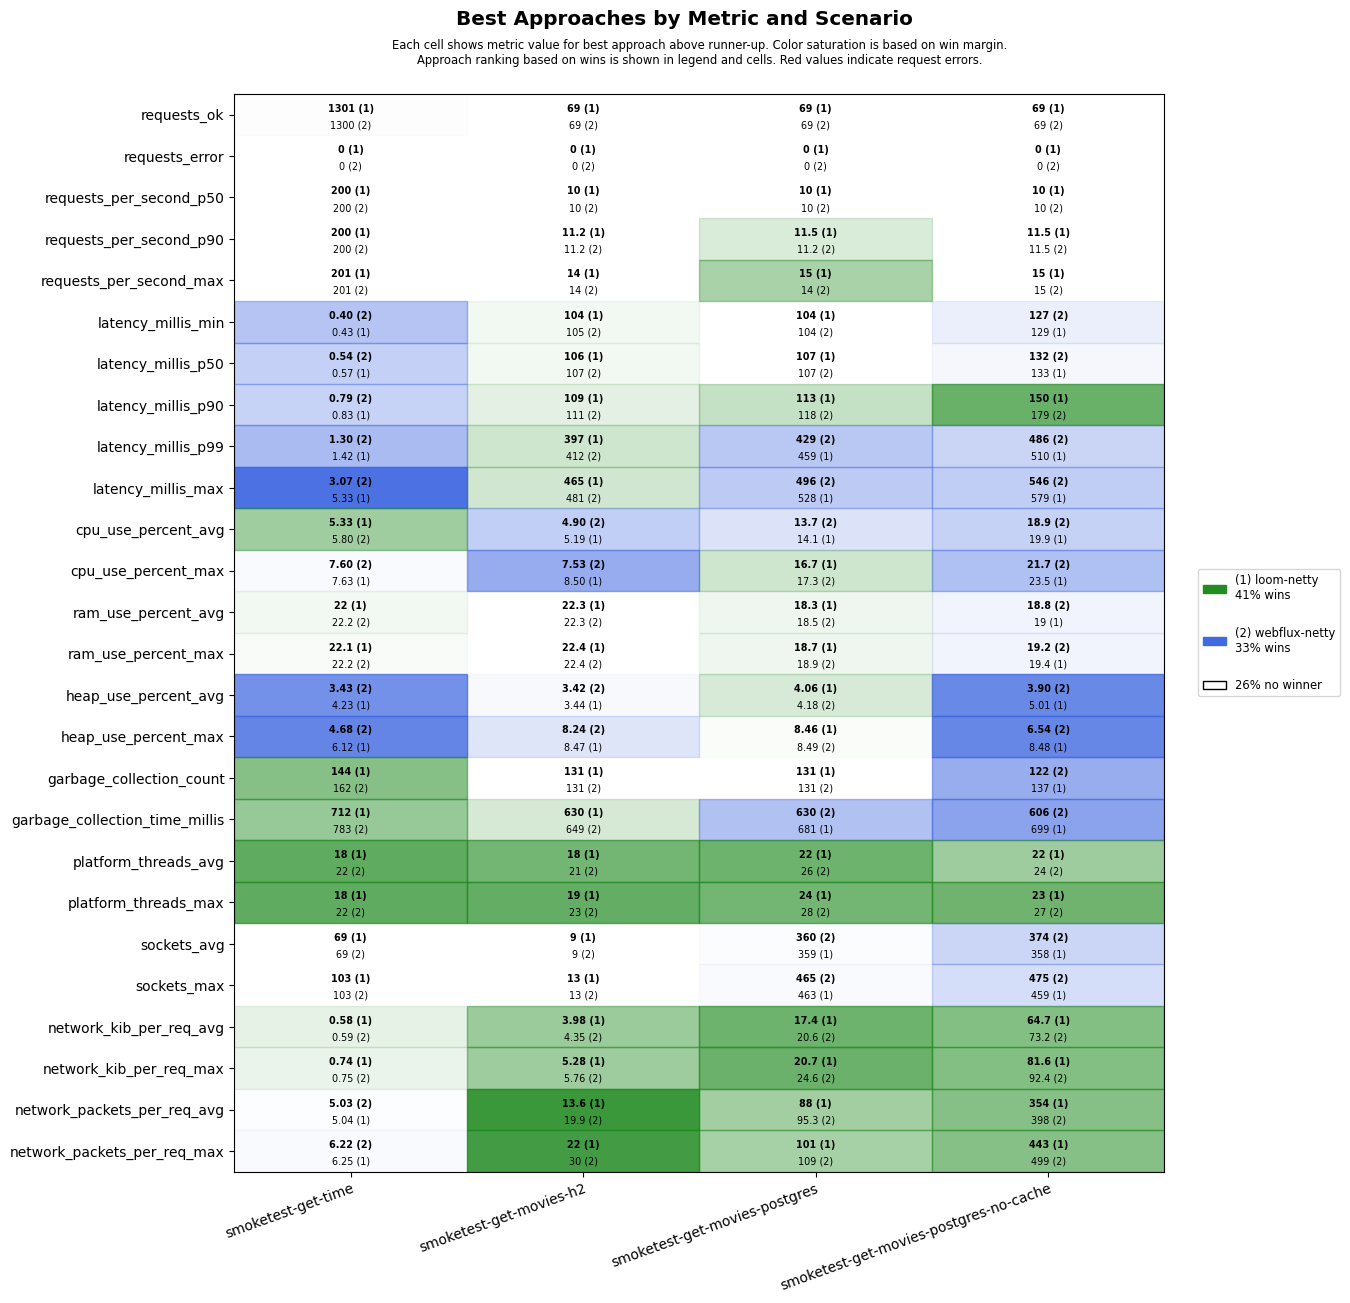 Best Approaches by Metric and Scenario
Each cell shows metric value for best approach above runner-up. Color saturation is based on win margin.
Approach ranking based on wins is shown in legend and cells. Red values indicate request errors.
requests_ok
1301 (1) 69 (1) 69 (1) 69 (1)
1300 (2) 69 (2) 69 (2) 69 (2)
requests_error
0 (1) 0 (1) 0 (1) 0 (1)
0 (2) 0 (2) 0 (2) 0 (2)
requests_per_second_p50
200 (1) 10 (1) 10 (1) 10 (1)
200 (2) 10 (2) 10 (2) 10 (2)
requests_per_second_p90
200 (1) 11.2 (1) 11.5 (1) 11.5 (1)
200 (2) 11.2 (2) 11.2 (2) 11.5 (2)
requests_per_second_max
201 (1) 14 (1) 15 (1) 15 (1)
201 (2) 14 (2) 14 (2) 15 (2)
latency_millis_min
0.40 (2) 104 (1) 104 (1) 127 (2)
0.43 (1) 105 (2) 104 (2) 129 (1)
latency_millis_p50
0.54 (2) 106 (1) 107 (1) 132 (2)
0.57 (1) 107 (2) 107 (2) 133 (1)
latency_millis_p90
0.79 (2) 109 (1) 113 (1) 150 (1)
0.83 (1) 111 (2) 118 (2) 179 (2)
latency_millis_p99
1.30 (2) 397 (1) 429 (2) 486 (2)
1.42 (1) 412 (2) 459 (1) 510 (1)
latency_millis_max
3.07 (2) 465 (1) 496 (2) 546 (2)
5.33 (1) 481 (2) 528 (1) 579 (1)
cpu_use_percent_avg
5.33 (1) 4.90 (2) 13.7 (2) 18.9 (2)
5.80 (2) 5.19 (1) 14.1 (1) 19.9 (1)
cpu_use_percent_max
7.60 (2) 7.53 (2) 16.7 (1) 21.7 (2)
7.63 (1) 8.50 (1) 17.3 (2) 23.5 (1)
ram_use_percent_avg
22 (1) 22.3 (1) 18.3 (1) 18.8 (2)
22.2 (2) 22.3 (2) 18.5 (2) 19 (1)
ram_use_percent_max
22.1 (1) 22.4 (1) 18.7 (1) 19.2 (2)
22.2 (2) 22.4 (2) 18.9 (2) 19.4 (1)
heap_use_percent_avg
3.43 (2) 3.42 (2) 4.06 (1) 3.90 (2)
4.23 (1) 3.44 (1) 4.18 (2) 5.01 (1)
heap_use_percent_max
4.68 (2) 8.24 (2) 8.46 (1) 6.54 (2)
6.12 (1) 8.47 (1) 8.49 (2) 8.48 (1)
garbage_collection_count
144 (1) 131 (1) 131 (1) 122 (2)
162 (2) 131 (2) 131 (2) 137 (1)
garbage_collection_time_millis
712 (1) 630 (1) 630 (2) 606 (2)
783 (2) 649 (2) 681 (1) 699 (1)
platform_threads_avg
18 (1) 18 (1) 22 (1) 22 (1)
22 (2) 21 (2) 26 (2) 24 (2)
platform_threads_max
18 (1) 19 (1) 24 (1) 23 (1)
22 (2) 23 (2) 28 (2) 27 (2)
sockets_avg
69 (1) 9 (1) 360 (2) 374 (2)
69 (2) 9 (2) 359 (1) 358 (1)
sockets_max
103 (1) 13 (1) 465 (2) 475 (2)
103 (2) 13 (2) 463 (1) 459 (1)
network_kib_per_req_avg
0.58 (1) 3.98 (1) 17.4 (1) 64.7 (1)
0.59 (2) 4.35 (2) 20.6 (2) 73.2 (2)
network_kib_per_req_max
0.74 (1) 5.28 (1) 20.7 (1) 81.6 (1)
0.75 (2) 5.76 (2) 24.6 (2) 92.4 (2)
network_packets_per_req_avg
5.03 (2) 13.6 (1) 88 (1) 354 (1)
5.04 (1) 19.9 (2) 95.3 (2) 398 (2)
network_packets_per_req_max
6.22 (2) 22 (1) 101 (1) 443 (1)
6.25 (1) 30 (2) 109 (2) 499 (2)
smoketest-get-time
smoketest-get-movies-h2
smoketest-get-movies-postgres
smoketest-get-movies-postgres-no-cache
(1) loom-netty
41% wins
(2) webflux-netty
33% wins
26% no winner